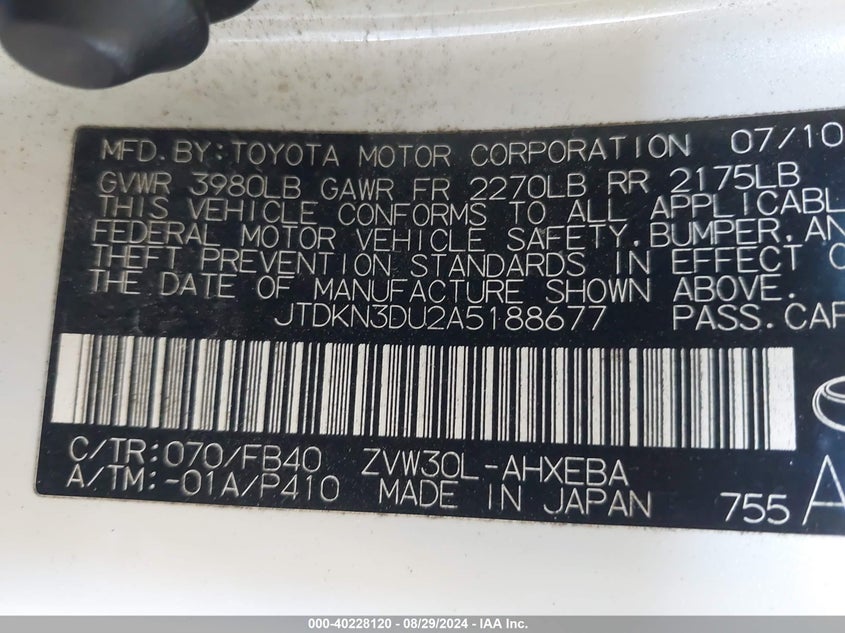 MFD. BY: TOYOTA MOTOR CORPORATION 07/10
GVWR 3980LB GAWR FR 2270LB RR 2175LB
THIS VEHICLE CONFORMS TO ALL APPLICABL
FEDERAL MOTOR VEHICLE SAFETY, BUMPER, AN
THEFT PREVENTION STANDARDS IN EFFECT O
THE DATE OF MANUFACTURE SHOWN ABOVE.
JTDKN3DU2A5188677 PASS. CAR
C/TR: 070/FB40 ZVW30L-AHXEBA
A/TM: -01A/P410 MADE IN JAPAN 755 A
000-40228120 - 08/29/2024 - IAA Inc.